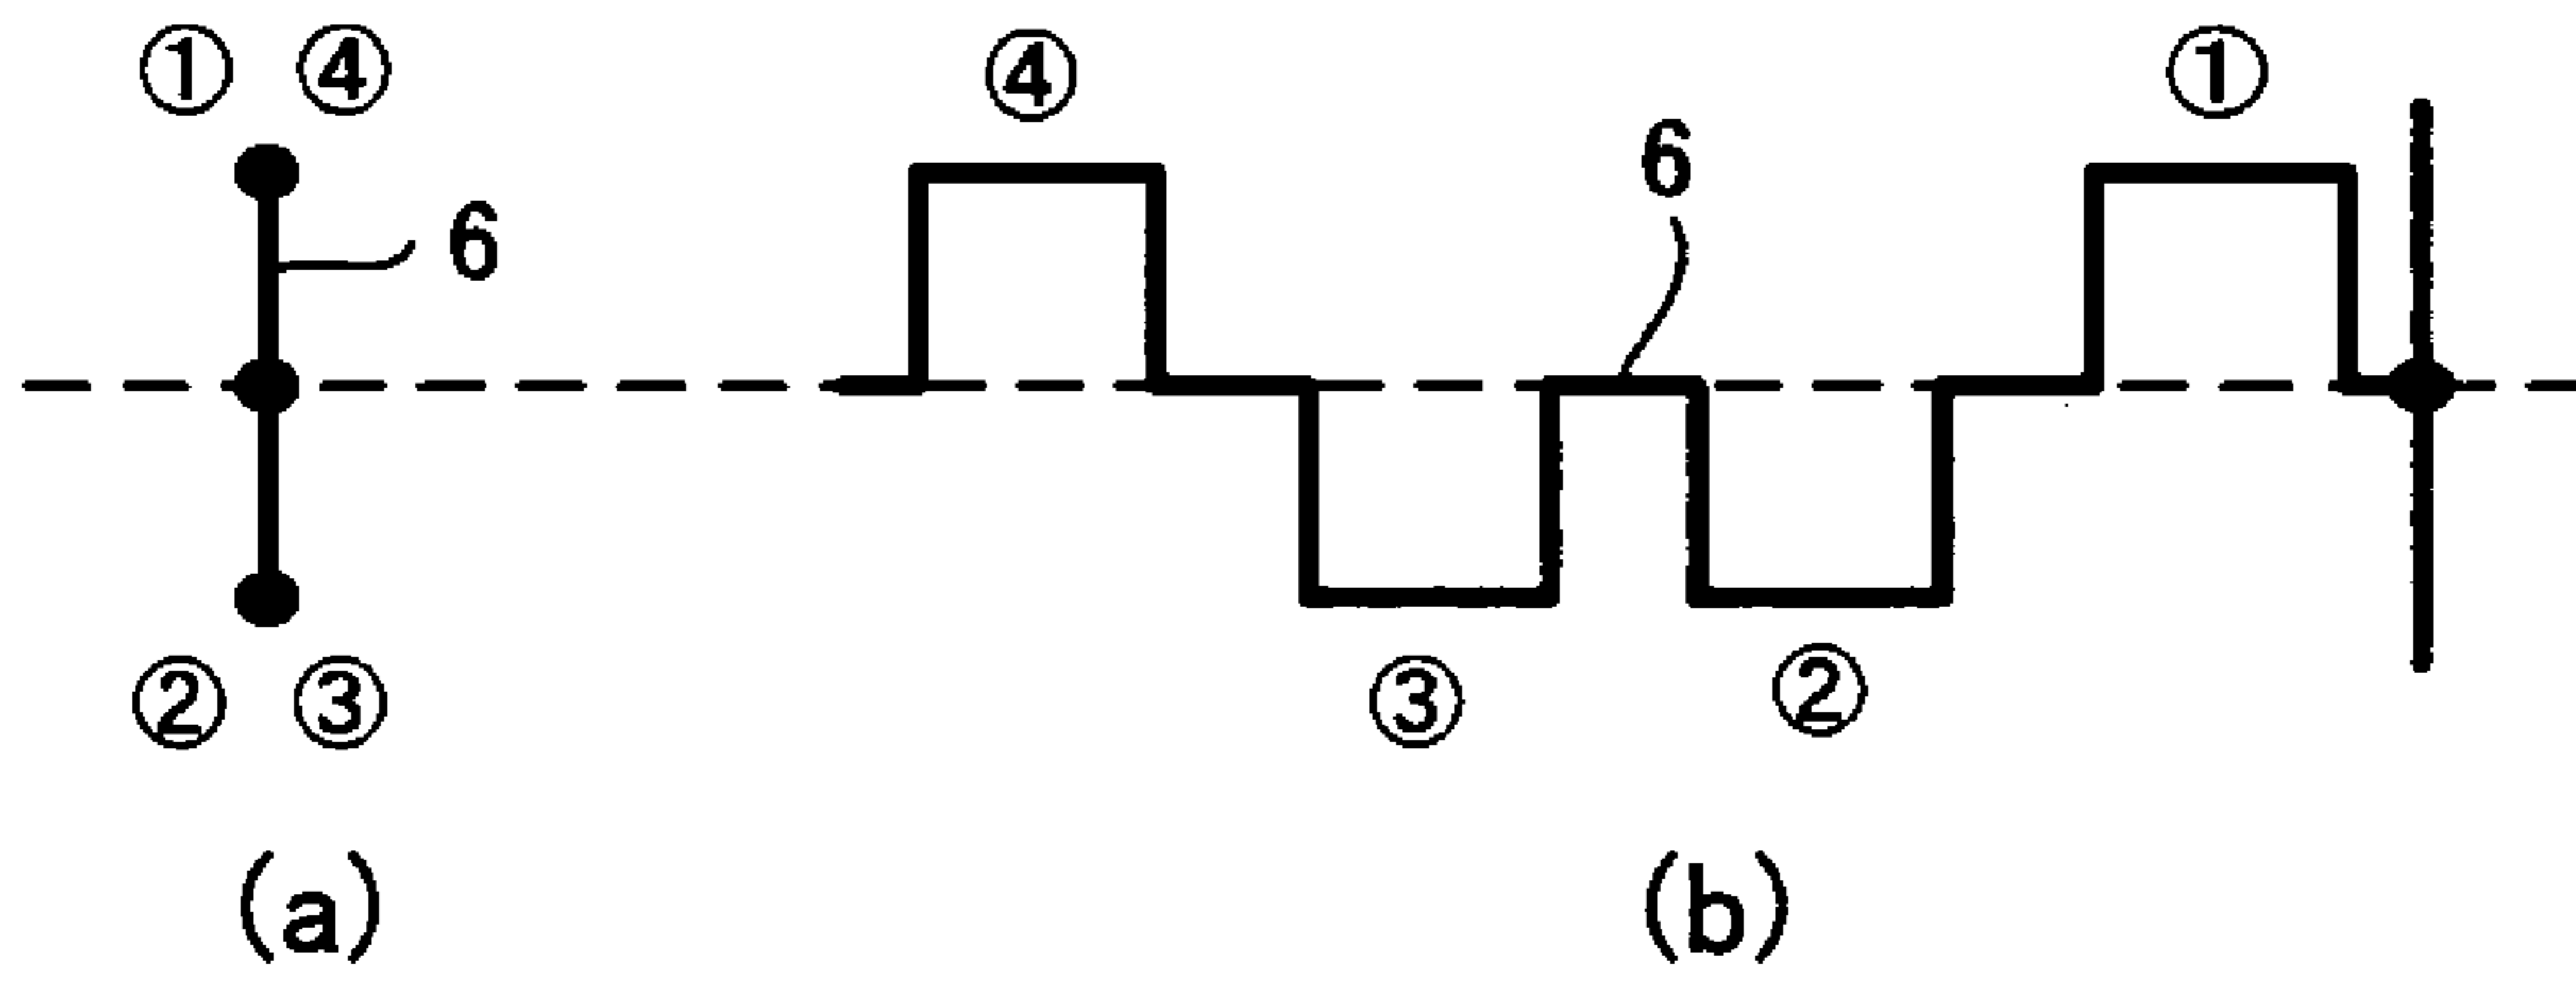 ① ④ ④ ①
6 6
③ ②
② ③
(a) (b)